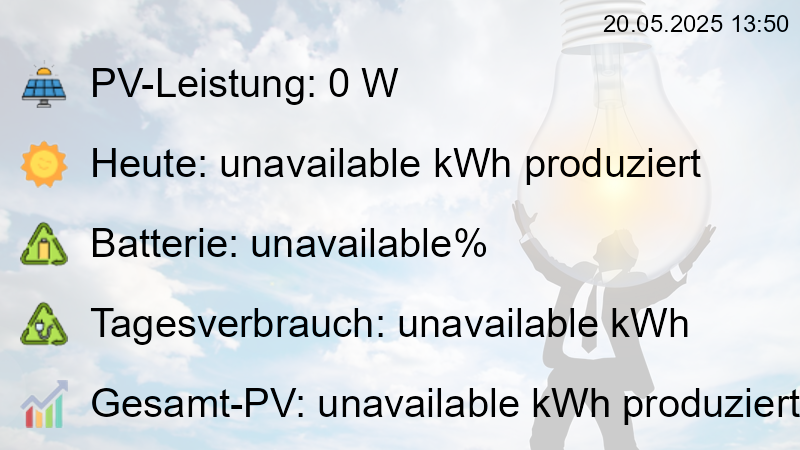 20.05.2025 13:50
PV-Leistung: 0 W
Heute: unavailable kWh produziert
Batterie: unavailable%
Tagesverbrauch: unavailable kWh
Gesamt-PV: unavailable kWh produziert